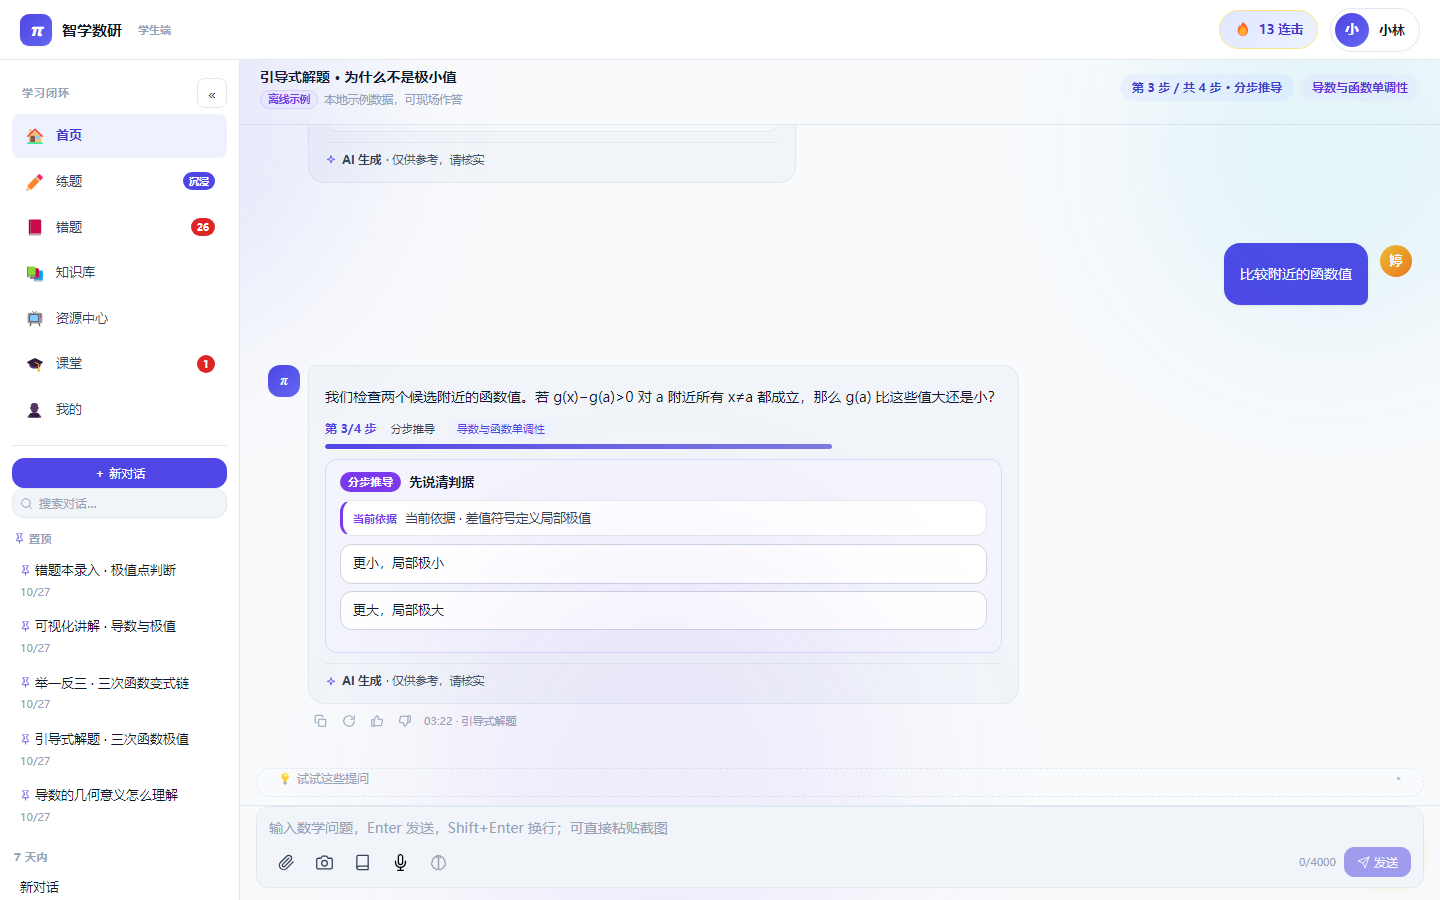 π 智学数研 学生端
13 连击
小 小林
学习闭环 «
首页
练题 沉浸
错题 26
知识库
资源中心
课堂 1
我的
+ 新对话
搜索对话...
置顶
错题本录入 · 极值点判断
10/27
可视化讲解 · 导数与极值
10/27
举一反三 · 三次函数变式链
10/27
引导式解题 · 三次函数极值
10/27
导数的几何意义怎么理解
10/27
7 天内
新对话
引导式解题 • 为什么不是极小值
离线示例 本地示例数据，可现场作答
第 3 步 / 共 4 步 • 分步推导
导数与函数单调性
AI 生成 · 仅供参考，请核实
比较附近的函数值
婷
π
我们检查两个候选附近的函数值。若 g(x)−g(a)>0 对 a 附近所有 x≠a 都成立，那么 g(a) 比这些值大还是小？
第 3/4 步 分步推导 导数与函数单调性
分步推导 先说清判据
当前依据 当前依据 · 差值符号定义局部极值
更小，局部极小
更大，局部极大
AI 生成 · 仅供参考，请核实
03:22 · 引导式解题
试试这些提问
输入数学问题，Enter 发送，Shift+Enter 换行；可直接粘贴截图
0/4000
发送